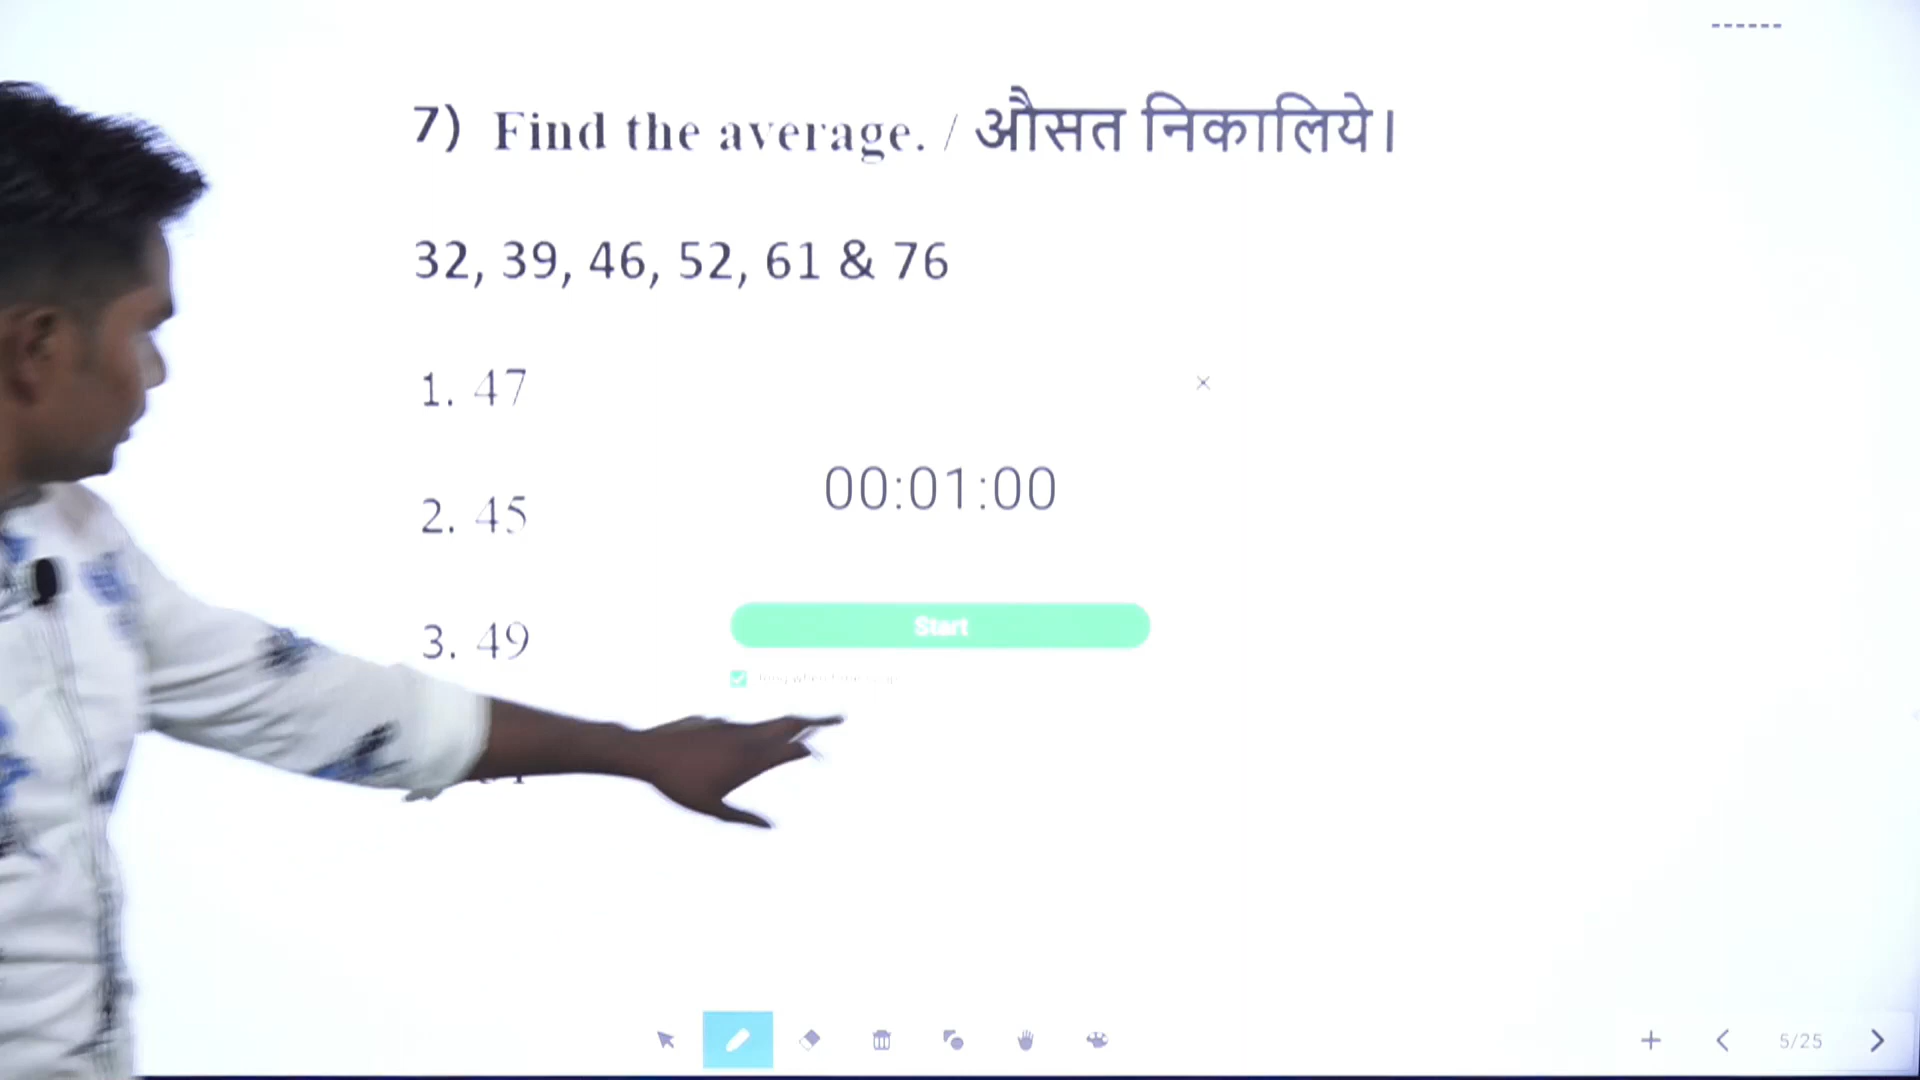 7) Find the average. / औसत निकालिये।
32, 39, 46, 52, 61 & 76
1. 47
2. 45
3. 49
00:01:00
Start
5/25